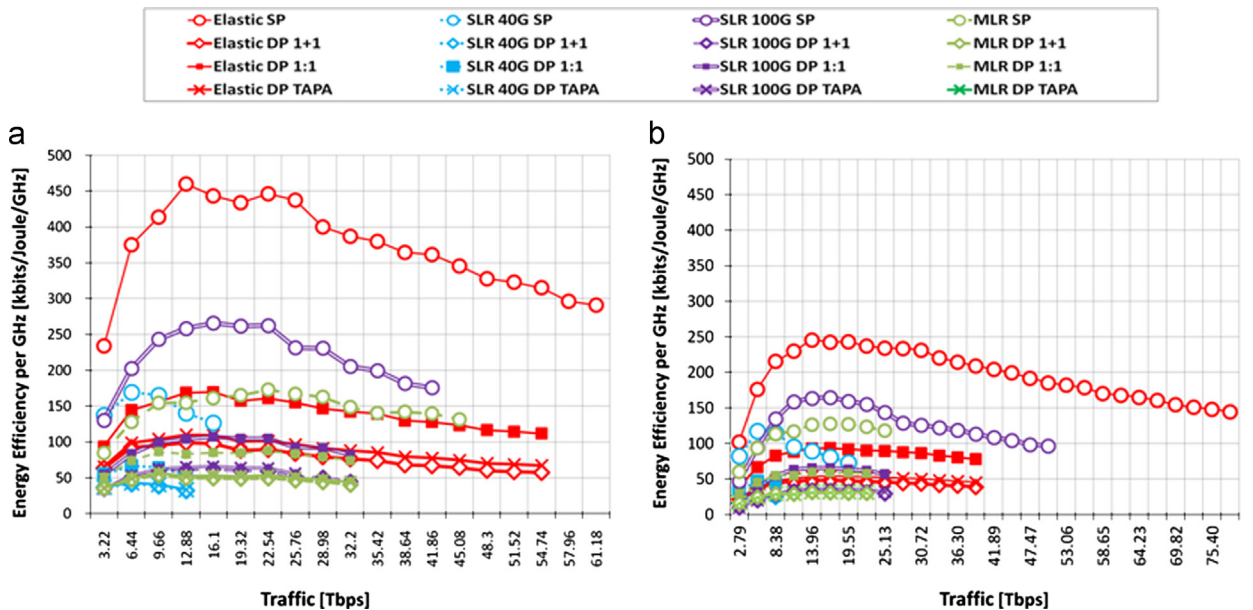 Elastic SP SLR 40G SP SLR 100G SP MLR SP
Elastic DP 1+1 SLR 40G DP 1+1 SLR 100G DP 1+1 MLR DP 1+1
Elastic DP 1:1 SLR 40G DP 1:1 SLR 100G DP 1:1 MLR DP 1:1
Elastic DP TAPA SLR 40G DP TAPA SLR 100G DP TAPA MLR DP TAPA
a
Energy Efficiency per GHz [kbits/Joule/GHz]
500
450
400
350
300
250
200
150
100
50
0
3.22 6.44 9.66 12.88 16.1 19.32 22.54 25.76 28.98 32.2 35.42 38.64 41.86 45.08 48.3 51.52 54.74 57.96 61.18
Traffic [Tbps]
b
Energy Efficiency per GHz [kbits/Joule/GHz]
500
450
400
350
300
250
200
150
100
50
0
2.79 8.38 13.96 19.55 25.13 30.72 36.30 41.89 47.47 53.06 58.65 64.23 69.82 75.40
Traffic [Tbps]